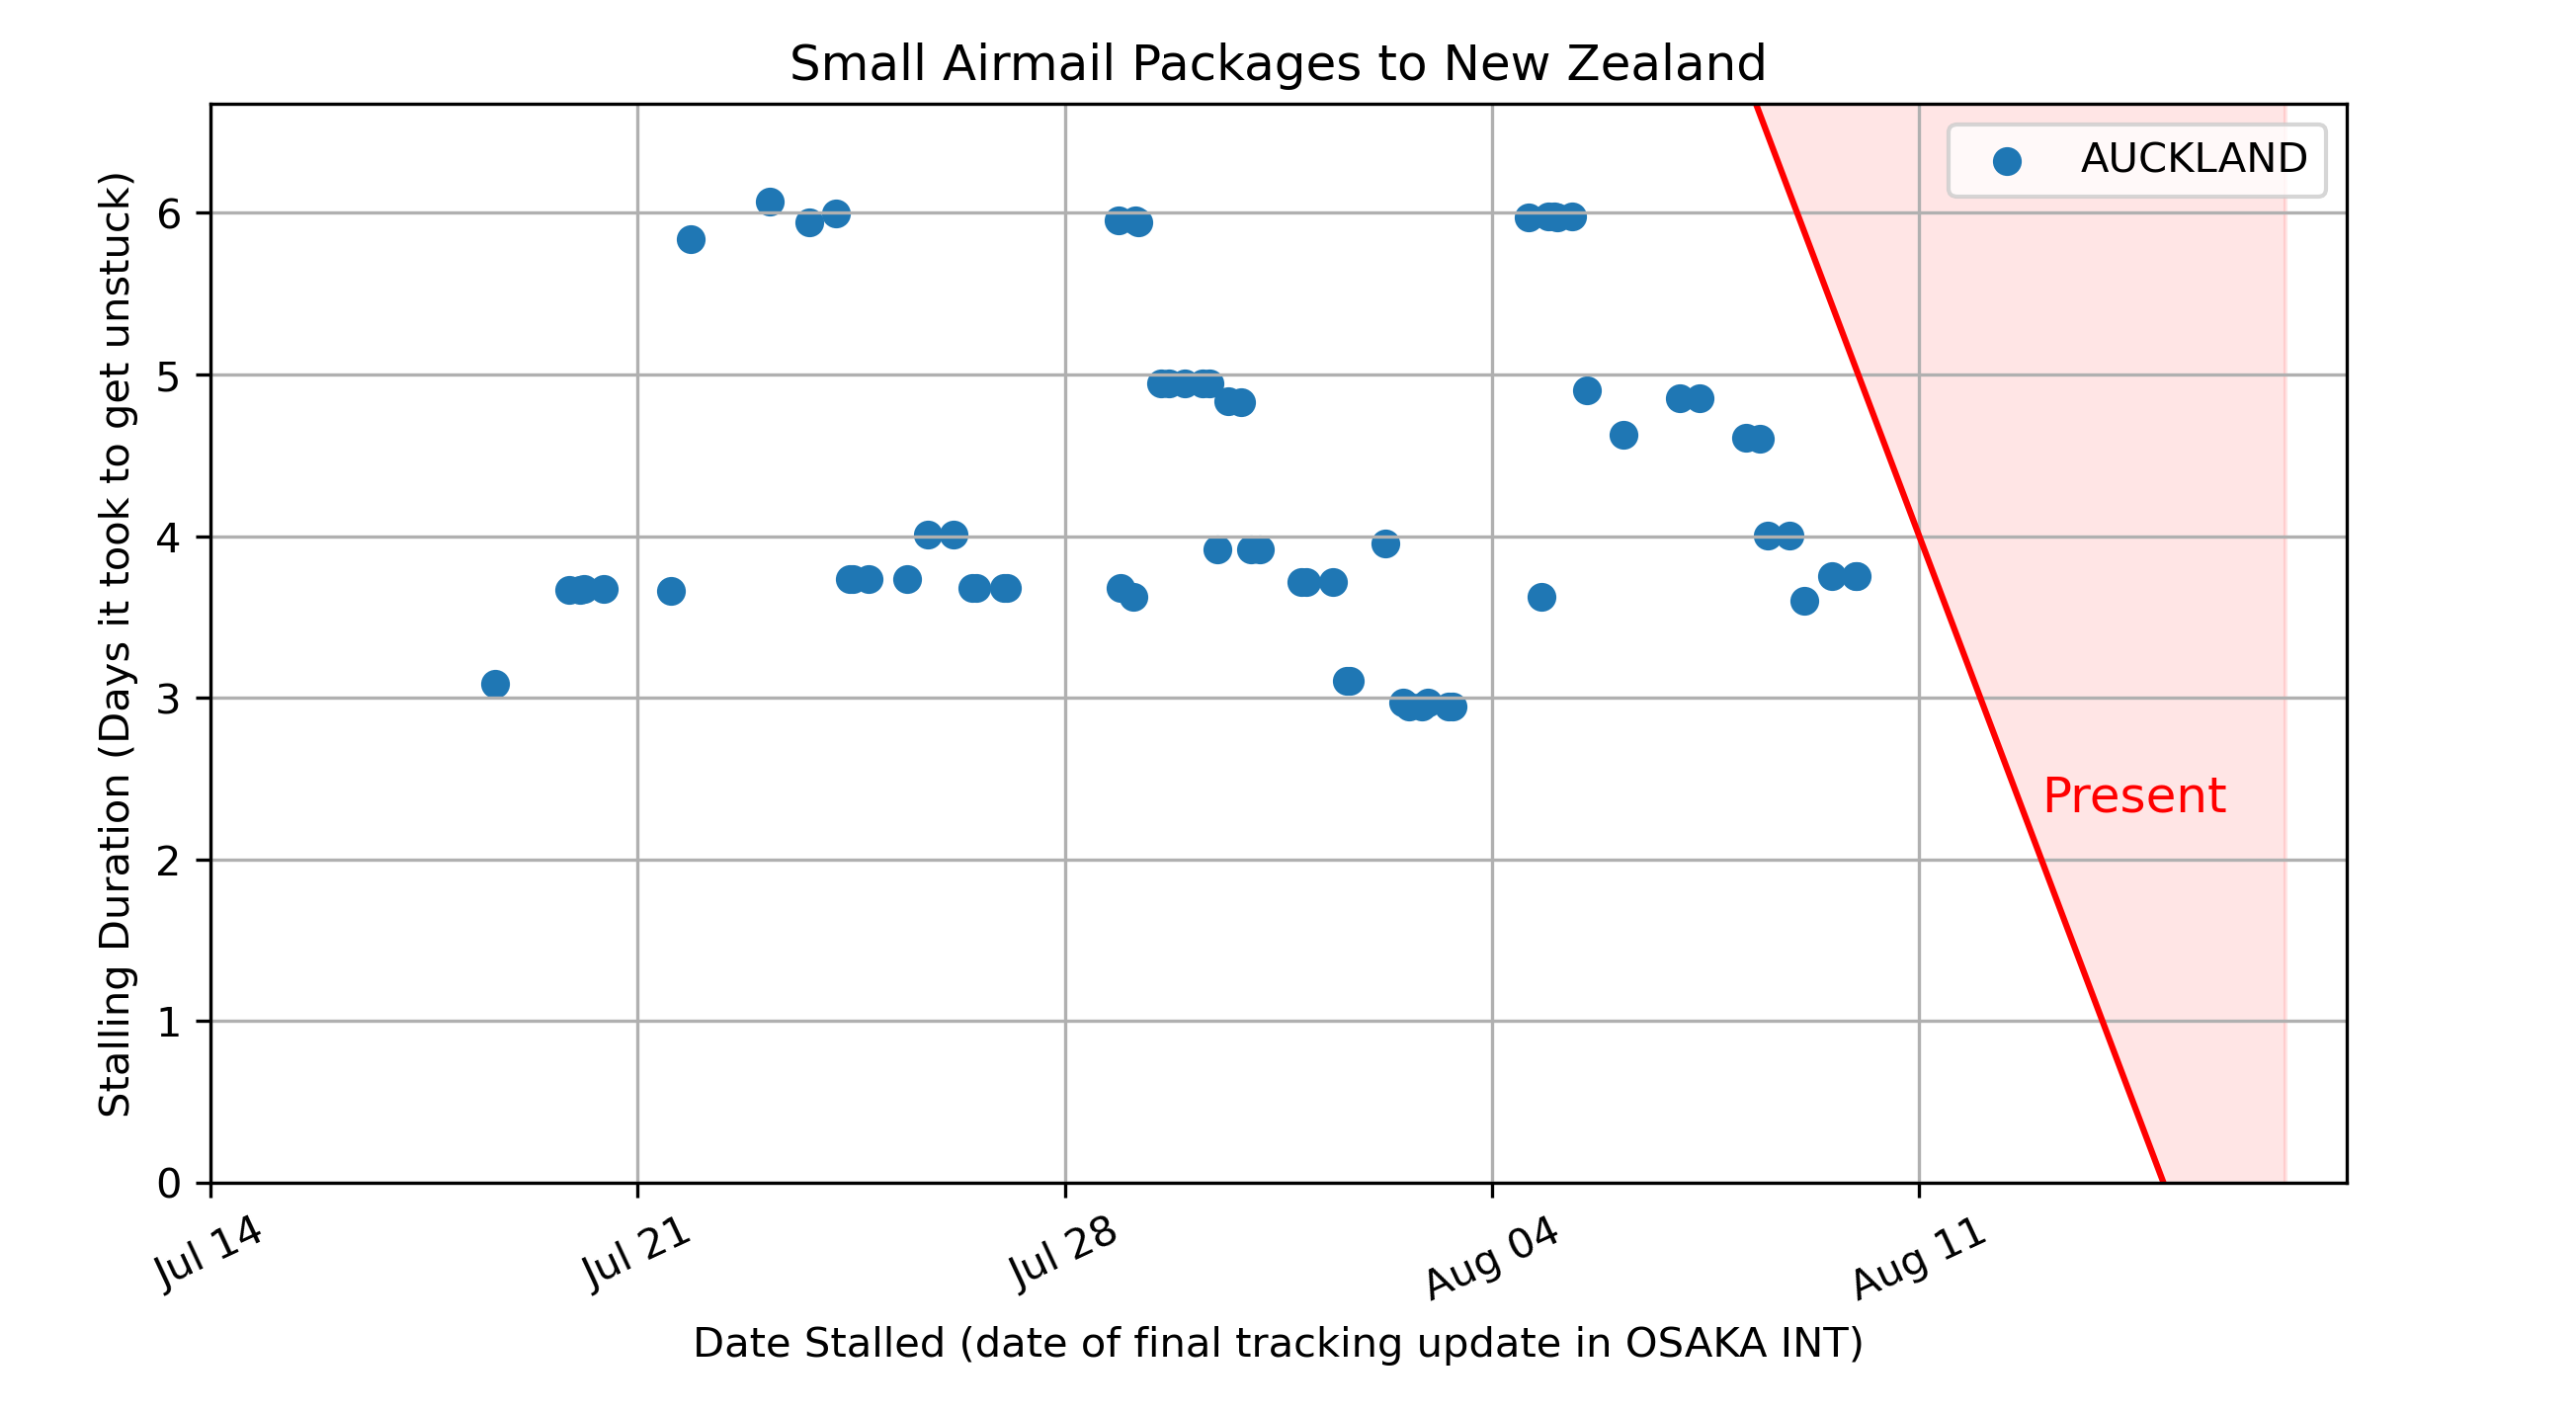 Small Airmail Packages to New Zealand
AUCKLAND
Stalling Duration (Days it took to get unstuck)
6
5
4
3
2
1
0
Present
Jul 14
Jul 21
Jul 28
Aug 04
Aug 11
Date Stalled (date of final tracking update in OSAKA INT)